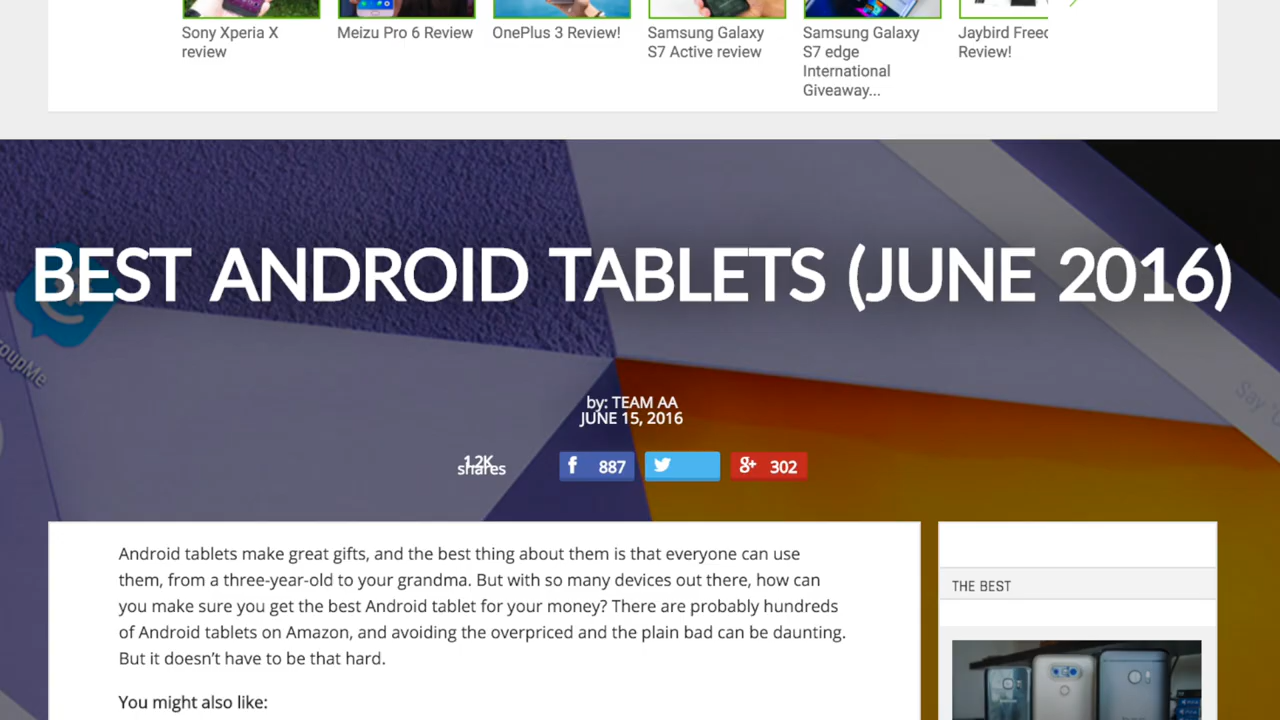 Sony Xperia X
review
Meizu Pro 6 Review
OnePlus 3 Review!
Samsung Galaxy
S7 Active review
Samsung Galaxy
S7 edge
International
Giveaway...
Jaybird
Review!
BEST ANDROID TABLETS (JUNE 2016)
by: TEAM AA
JUNE 15, 2016
1.2K
shares
887
302
Android tablets make great gifts, and the best thing about them is that everyone can use
them, from a three-year-old to your grandma. But with so many devices out there, how can
you make sure you get the best Android tablet for your money? There are probably hundreds
of Android tablets on Amazon, and avoiding the overpriced and the plain bad can be daunting.
But it doesn't have to be that hard.
You might also like:
THE BEST
Say